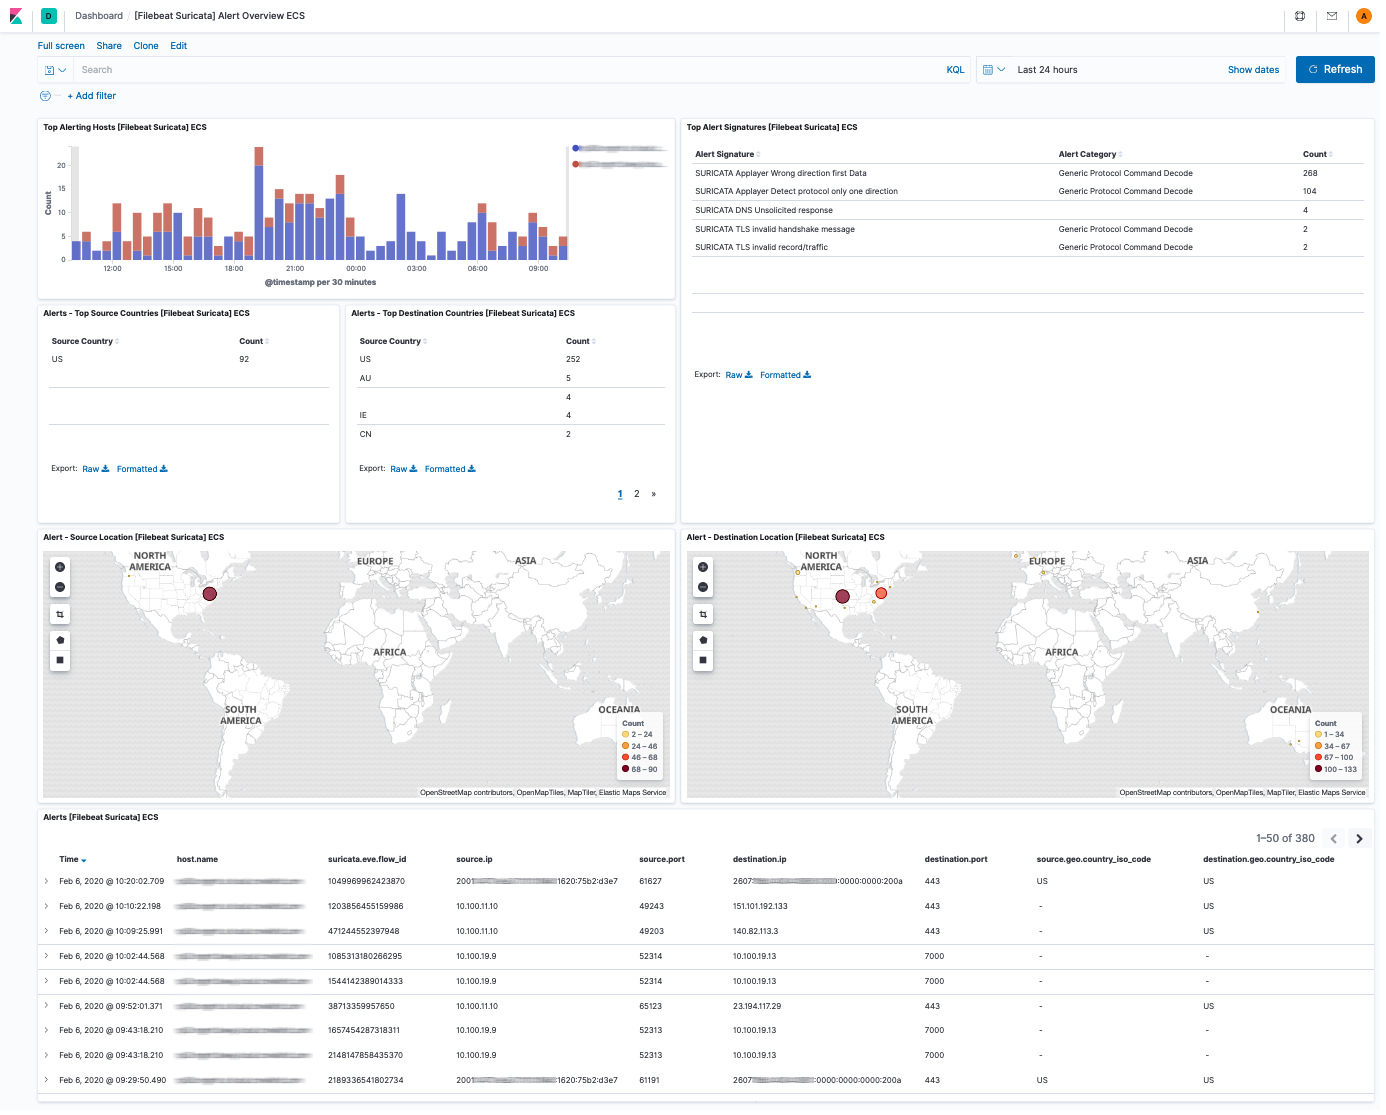 D Dashboard / [Filebeat Suricata] Alert Overview ECS A
Full screen Share Clone Edit
Search KQL Last 24 hours Show dates Refresh
+ Add filter
Top Alerting Hosts [Filebeat Suricata] ECS
Count
20
15
10
5
0
12:00 15:00 18:00 21:00 00:00 03:00 06:00 09:00
@timestamp per 30 minutes
Top Alert Signatures [Filebeat Suricata] ECS
Alert Signature Alert Category Count
SURICATA Applayer Wrong direction first Data Generic Protocol Command Decode 268
SURICATA Applayer Detect protocol only one direction Generic Protocol Command Decode 104
SURICATA DNS Unsolicited response 4
SURICATA TLS invalid handshake message Generic Protocol Command Decode 2
SURICATA TLS invalid record/traffic Generic Protocol Command Decode 2
Export: Raw Formatted
Alerts - Top Source Countries [Filebeat Suricata] ECS
Source Country Count
US 92
Export: Raw Formatted
Alerts - Top Destination Countries [Filebeat Suricata] ECS
Source Country Count
US 252
AU 5
4
IE 4
CN 2
Export: Raw Formatted
1 2 »
Alert - Source Location [Filebeat Suricata] ECS
NORTH AMERICA
EUROPE
ASIA
AFRICA
SOUTH AMERICA
OCEANIA
Count
2 – 24
24 – 46
46 – 68
68 – 90
OpenStreetMap contributors, OpenMapTiles, MapTiler, Elastic Maps Service
Alert - Destination Location [Filebeat Suricata] ECS
NORTH AMERICA
EUROPE
ASIA
AFRICA
SOUTH AMERICA
OCEANIA
Count
1 – 34
34 – 67
67 – 100
100 – 133
OpenStreetMap contributors, OpenMapTiles, MapTiler, Elastic Maps Service
Alerts [Filebeat Suricata] ECS
1–50 of 380
Time host.name suricata.eve.flow_id source.ip source.port destination.ip destination.port source.geo.country_iso_code destination.geo.country_iso_code
Feb 6, 2020 @ 10:20:02.709 1049969962423870 2001 1620:75b2:d3e7 61627 2607 :0000:0000:200a 443 US US
Feb 6, 2020 @ 10:10:22.198 1203856455159986 10.100.11.10 49243 151.101.192.133 443 - US
Feb 6, 2020 @ 10:09:25.991 471244552397948 10.100.11.10 49203 140.82.113.3 443 - US
Feb 6, 2020 @ 10:02:44.568 1085313180266295 10.100.19.9 52314 10.100.19.13 7000 - -
Feb 6, 2020 @ 10:02:44.568 1544142389014333 10.100.19.9 52314 10.100.19.13 7000 - -
Feb 6, 2020 @ 09:52:01.371 38713359957650 10.100.11.10 65123 23.194.117.29 443 - US
Feb 6, 2020 @ 09:43:18.210 1657454287318311 10.100.19.9 52313 10.100.19.13 7000 - -
Feb 6, 2020 @ 09:43:18.210 2148147858435370 10.100.19.9 52313 10.100.19.13 7000 - -
Feb 6, 2020 @ 09:29:50.490 2189336541802734 2001 1620:75b2:d3e7 61191 2607 :0000:0000:0000:200a 443 US US